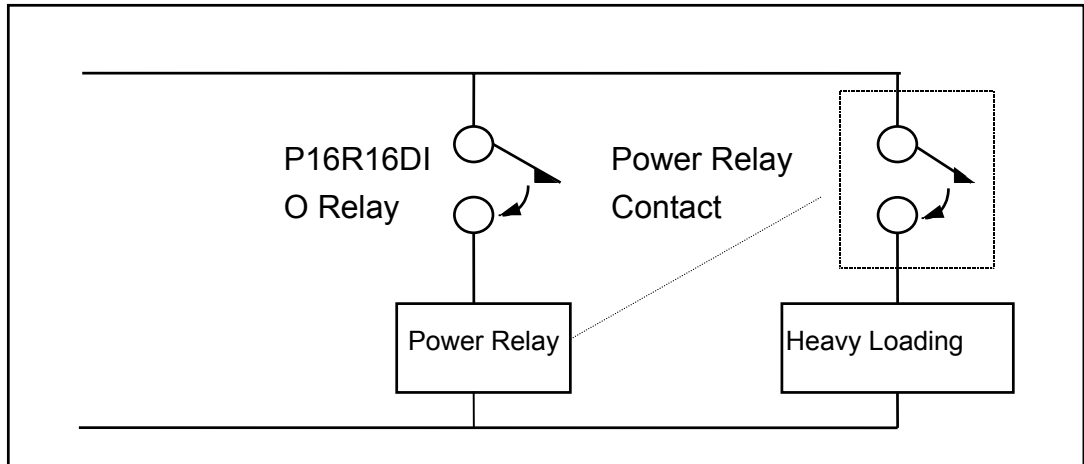 P16R16DI
O Relay
Power Relay
Contact
Power Relay
Heavy Loading